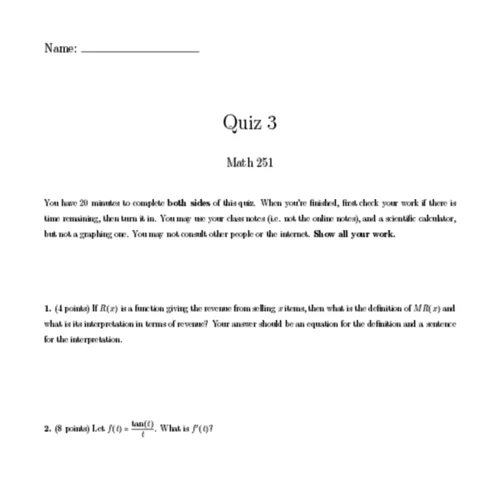 Name: ____________
Quiz 3
Math 251
You have 20 minutes to complete both sides of this quiz. When you're finished, first check your work if there is
time remaining, then turn it in. You may use your class notes (i.e. not the online notes), and a scientific calculator,
but not a graphing one. You may not consult other people or the internet. Show all your work.
1. (4 points) If R(x) is a function giving the revenue from selling x items, then what is the definition of MR(x) and
what is its interpretation in terms of revenue? Your answer should be an equation for the definition and a sentence
for the interpretation.
2. (8 points) Let f(t) = tan(t)/t. What is f'(t)?